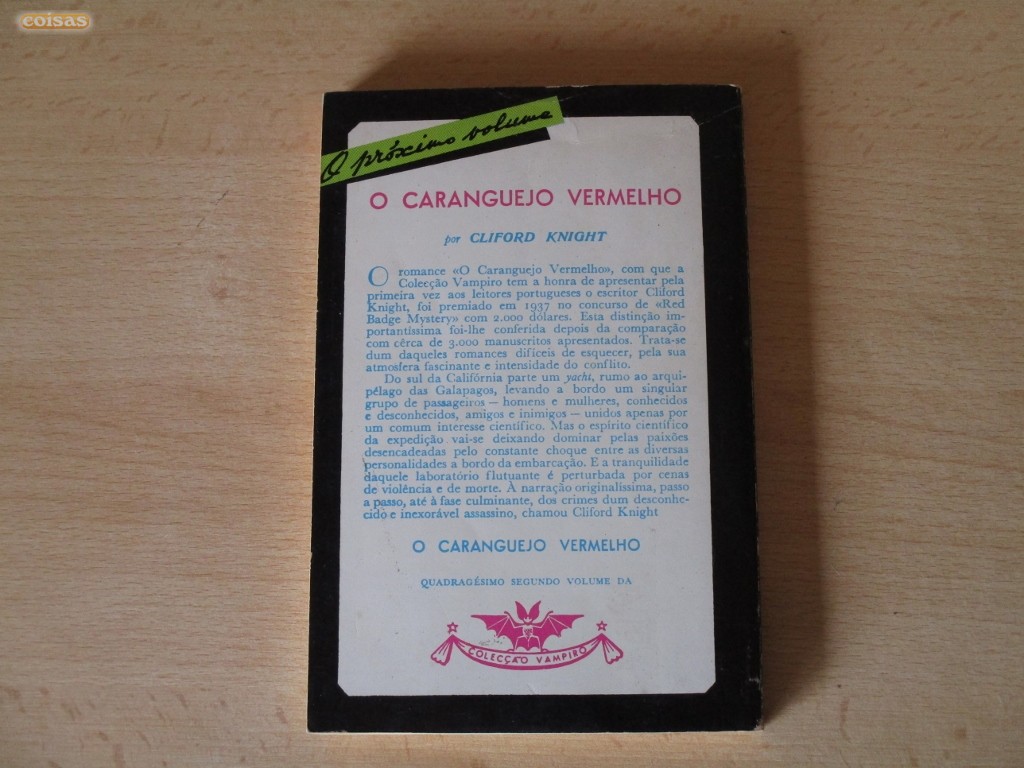 coisas
O próximo volume
O CARANGUEJO VERMELHO
por CLIFORD KNIGHT
O romance «O Caranguejo Vermelho», com que a
Colecção Vampiro tem a honra de apresentar pela
primeira vez aos leitores portugueses o escritor Cliford
Knight, foi premiado em 1937 no concurso de «Red
Badge Mystery» com 2.000 dólares. Esta distinção im-
portantíssima foi-lhe conferida depois da comparação
com cêrca de 3.000 manuscritos apresentados. Trata-se
dum daqueles romances difíceis de esquecer, pela sua
atmosfera fascinante e intensidade do conflito.
Do sul da Califórnia parte um yacht, rumo ao arqui-
pélago das Galapagos, levando a bordo um singular
grupo de passageiros — homens e mulheres, conhecidos
e desconhecidos, amigos e inimigos — unidos apenas por
um comum interesse científico. Mas o espírito científico
da expedição vai-se deixando dominar pelas paixões
desencadeadas pelo constante choque entre as diversas
personalidades a bordo da embarcação. E a tranquilidade
daquele laboratório flutuante é perturbada por cenas
de violência e de morte. À narração originalíssima, passo
a passo, até à fase culminante, dos crimes dum desconhe-
cido e inexorável assassino, chamou Cliford Knight
O CARANGUEJO VERMELHO
QUADRAGÉSIMO SEGUNDO VOLUME DA
COLECÇÃO VAMPIRO